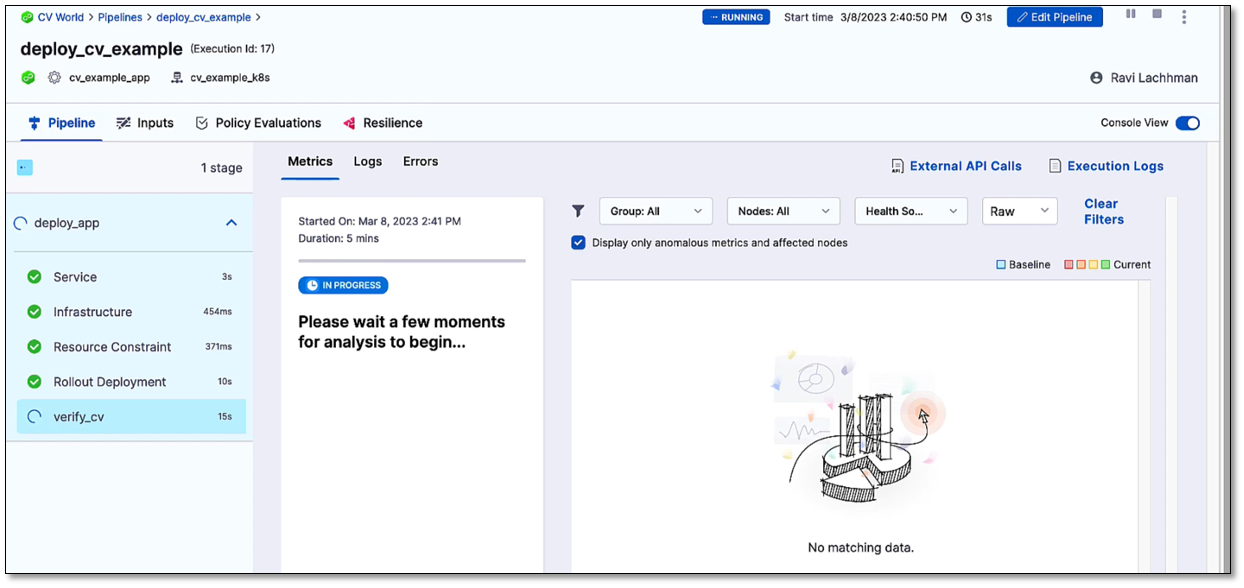 CV World > Pipelines > deploy_cv_example >
RUNNING Start time 3/8/2023 2:40:50 PM 31s Edit Pipeline
deploy_cv_example (Execution Id: 17)
cv_example_app cv_example_k8s Ravi Lachhman
Pipeline Inputs Policy Evaluations Resilience Console View
1 stage
Metrics Logs Errors External API Calls Execution Logs
deploy_app
Service 3s
Infrastructure 454ms
Resource Constraint 371ms
Rollout Deployment 10s
verify_cv 15s
Started On: Mar 8, 2023 2:41 PM
Duration: 5 mins
IN PROGRESS
Please wait a few moments
for analysis to begin...
Group: All Nodes: All Health So... Raw Clear
Filters
Display only anomalous metrics and affected nodes
Baseline Current
No matching data.